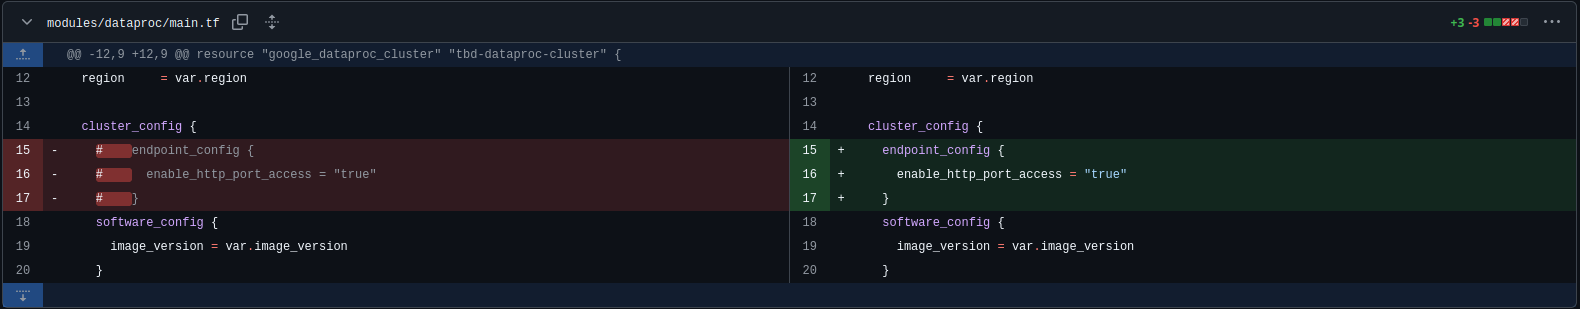 modules/dataproc/main.tf +3 -3
@@ -12,9 +12,9 @@ resource "google_dataproc_cluster" "tbd-dataproc-cluster" {
12 region     = var.region 12 region     = var.region
13 13
14 cluster_config { 14 cluster_config {
15 - #    endpoint_config { 15 + endpoint_config {
16 - #      enable_http_port_access = "true" 16 + enable_http_port_access = "true"
17 - #    } 17 + }
18 software_config { 18 software_config {
19 image_version = var.image_version 19 image_version = var.image_version
20 } 20 }